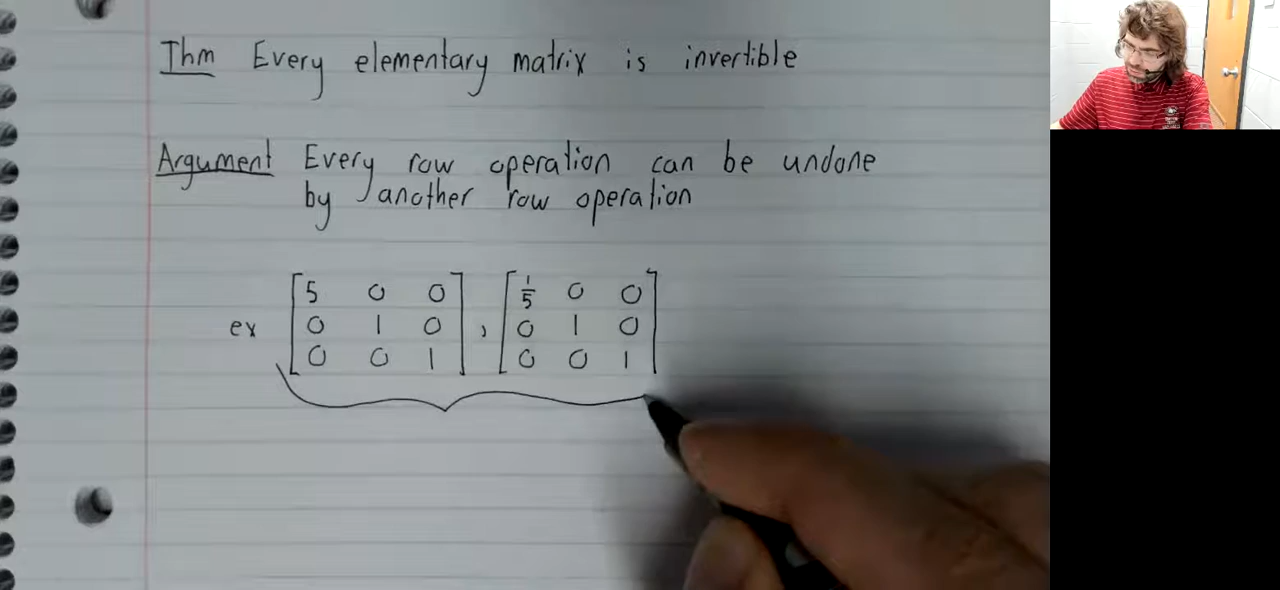 Thm Every elementary matrix is invertible
Argument Every row operation can be undone
by another row operation
ex [5 0 0
0 1 0
0 0 1] , [1/5 0 0
0 1 0
0 0 1]